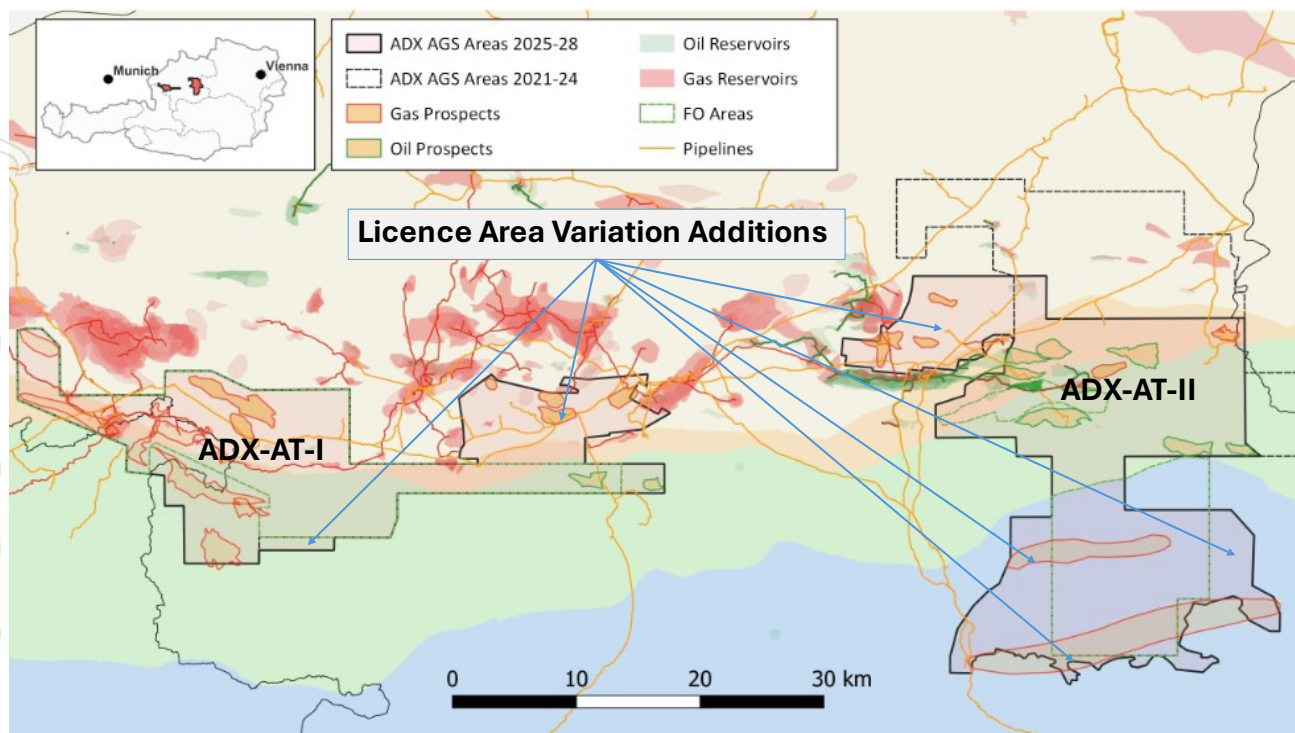 Munich
Vienna
ADX AGS Areas 2025-28
ADX AGS Areas 2021-24
Gas Prospects
Oil Prospects
Oil Reservoirs
Gas Reservoirs
FO Areas
Pipelines
Licence Area Variation Additions
ADX-AT-I
ADX-AT-II
0 10 20 30 km